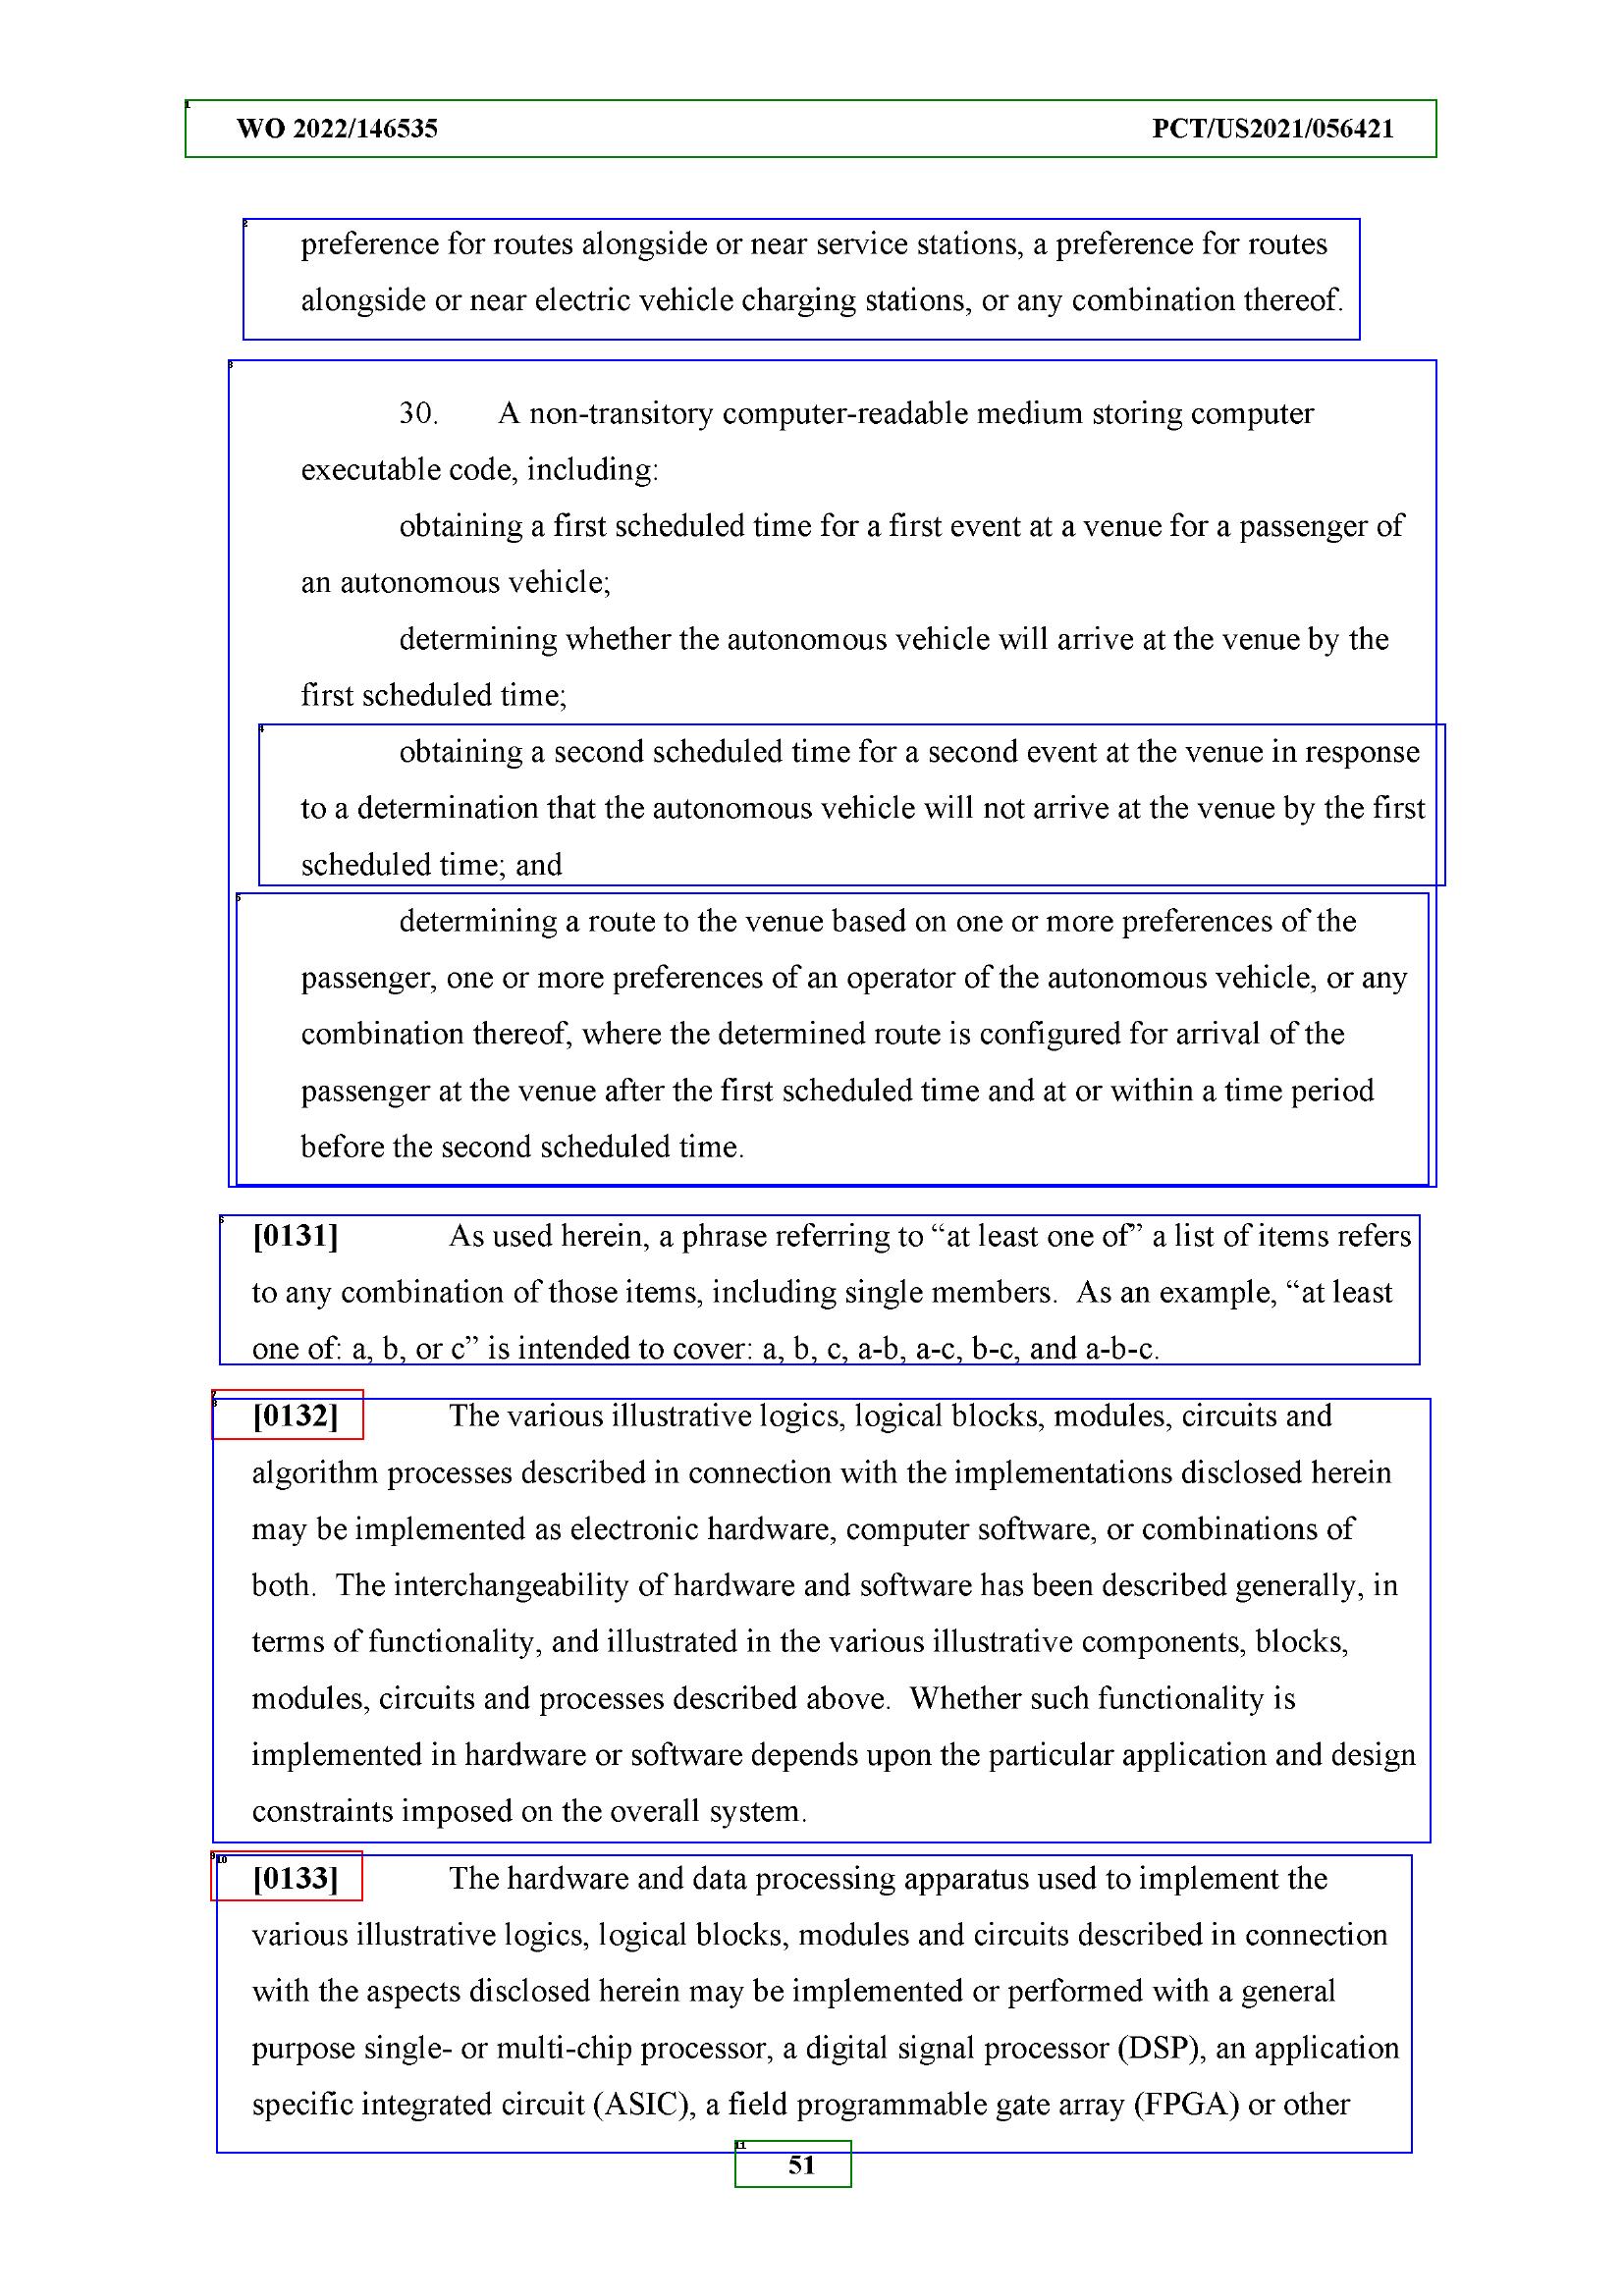 1
WO 2022/146535 PCT/US2021/056421
2
preference for routes alongside or near service stations, a preference for routes
alongside or near electric vehicle charging stations, or any combination thereof.
3
30. A non-transitory computer-readable medium storing computer
executable code, including:
obtaining a first scheduled time for a first event at a venue for a passenger of
an autonomous vehicle;
determining whether the autonomous vehicle will arrive at the venue by the
first scheduled time;
4
obtaining a second scheduled time for a second event at the venue in response
to a determination that the autonomous vehicle will not arrive at the venue by the first
scheduled time; and
5
determining a route to the venue based on one or more preferences of the
passenger, one or more preferences of an operator of the autonomous vehicle, or any
combination thereof, where the determined route is configured for arrival of the
passenger at the venue after the first scheduled time and at or within a time period
before the second scheduled time.
6
[0131] As used herein, a phrase referring to “at least one of” a list of items refers
to any combination of those items, including single members.  As an example, “at least
one of: a, b, or c” is intended to cover: a, b, c, a-b, a-c, b-c, and a-b-c.
7
8
[0132] The various illustrative logics, logical blocks, modules, circuits and
algorithm processes described in connection with the implementations disclosed herein
may be implemented as electronic hardware, computer software, or combinations of
both.  The interchangeability of hardware and software has been described generally, in
terms of functionality, and illustrated in the various illustrative components, blocks,
modules, circuits and processes described above.  Whether such functionality is
implemented in hardware or software depends upon the particular application and design
constraints imposed on the overall system.
9
10
[0133] The hardware and data processing apparatus used to implement the
various illustrative logics, logical blocks, modules and circuits described in connection
with the aspects disclosed herein may be implemented or performed with a general
purpose single- or multi-chip processor, a digital signal processor (DSP), an application
specific integrated circuit (ASIC), a field programmable gate array (FPGA) or other
11
51